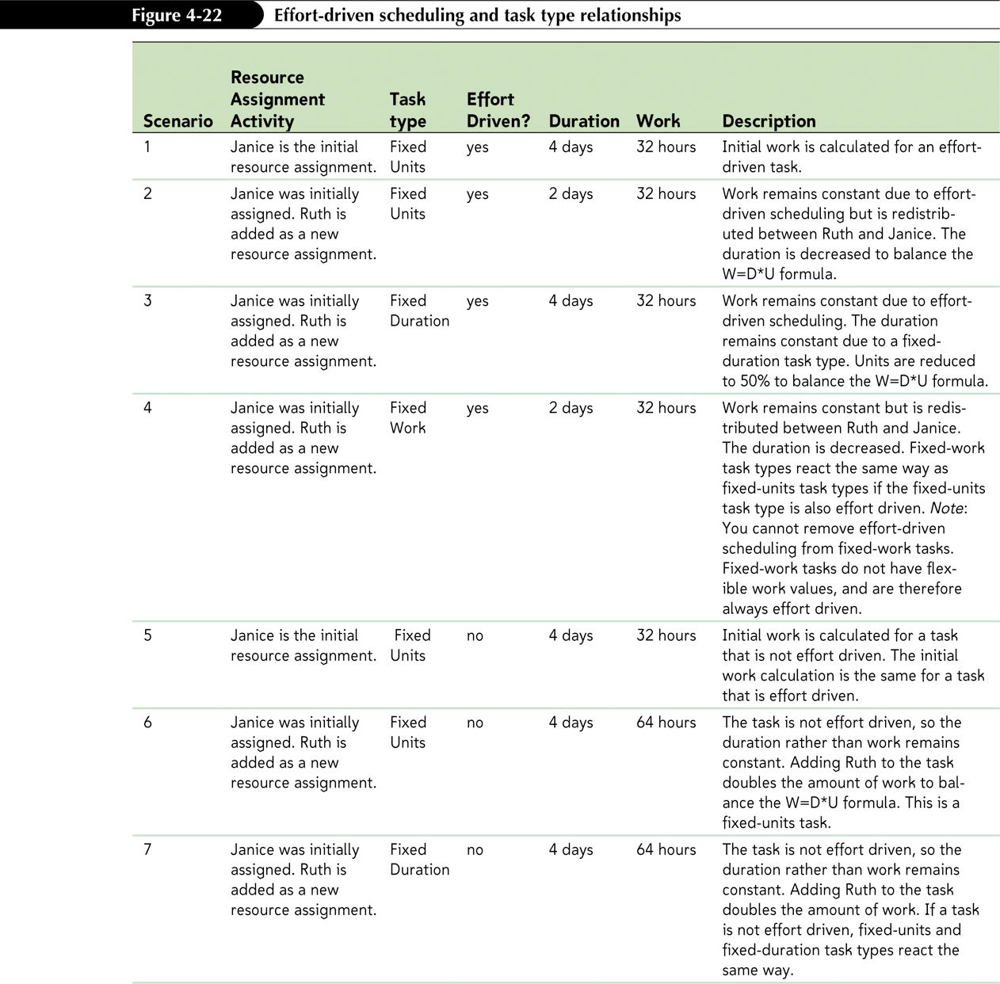 Figure 4-22 Effort-driven scheduling and task type relationships
Scenario
Resource
Assignment
Activity
Task
type
Effort
Driven?
Duration
Work
Description
1
Janice is the initial
resource assignment.
Fixed
Units
yes
4 days
32 hours
Initial work is calculated for an effort-
driven task.
2
Janice was initially
assigned. Ruth is
added as a new
resource assignment.
Fixed
Units
yes
2 days
32 hours
Work remains constant due to effort-
driven scheduling but is redistrib-
uted between Ruth and Janice. The
duration is decreased to balance the
W=D*U formula.
3
Janice was initially
assigned. Ruth is
added as a new
resource assignment.
Fixed
Duration
yes
4 days
32 hours
Work remains constant due to effort-
driven scheduling. The duration
remains constant due to a fixed-
duration task type. Units are reduced
to 50% to balance the W=D*U formula.
4
Janice was initially
assigned. Ruth is
added as a new
resource assignment.
Fixed
Work
yes
2 days
32 hours
Work remains constant but is redis-
tributed between Ruth and Janice.
The duration is decreased. Fixed-work
task types react the same way as
fixed-units task types if the fixed-units
task type is also effort driven. Note:
You cannot remove effort-driven
scheduling from fixed-work tasks.
Fixed-work tasks do not have flex-
ible work values, and are therefore
always effort driven.
5
Janice is the initial
resource assignment.
Fixed
Units
no
4 days
32 hours
Initial work is calculated for a task
that is not effort driven. The initial
work calculation is the same for a task
that is effort driven.
6
Janice was initially
assigned. Ruth is
added as a new
resource assignment.
Fixed
Units
no
4 days
64 hours
The task is not effort driven, so the
duration rather than work remains
constant. Adding Ruth to the task
doubles the amount of work to bal-
ance the W=D*U formula. This is a
fixed-units task.
7
Janice was initially
assigned. Ruth is
added as a new
resource assignment.
Fixed
Duration
no
4 days
64 hours
The task is not effort driven, so the
duration rather than work remains
constant. Adding Ruth to the task
doubles the amount of work. If a task
is not effort driven, fixed-units and
fixed-duration task types react the
same way.